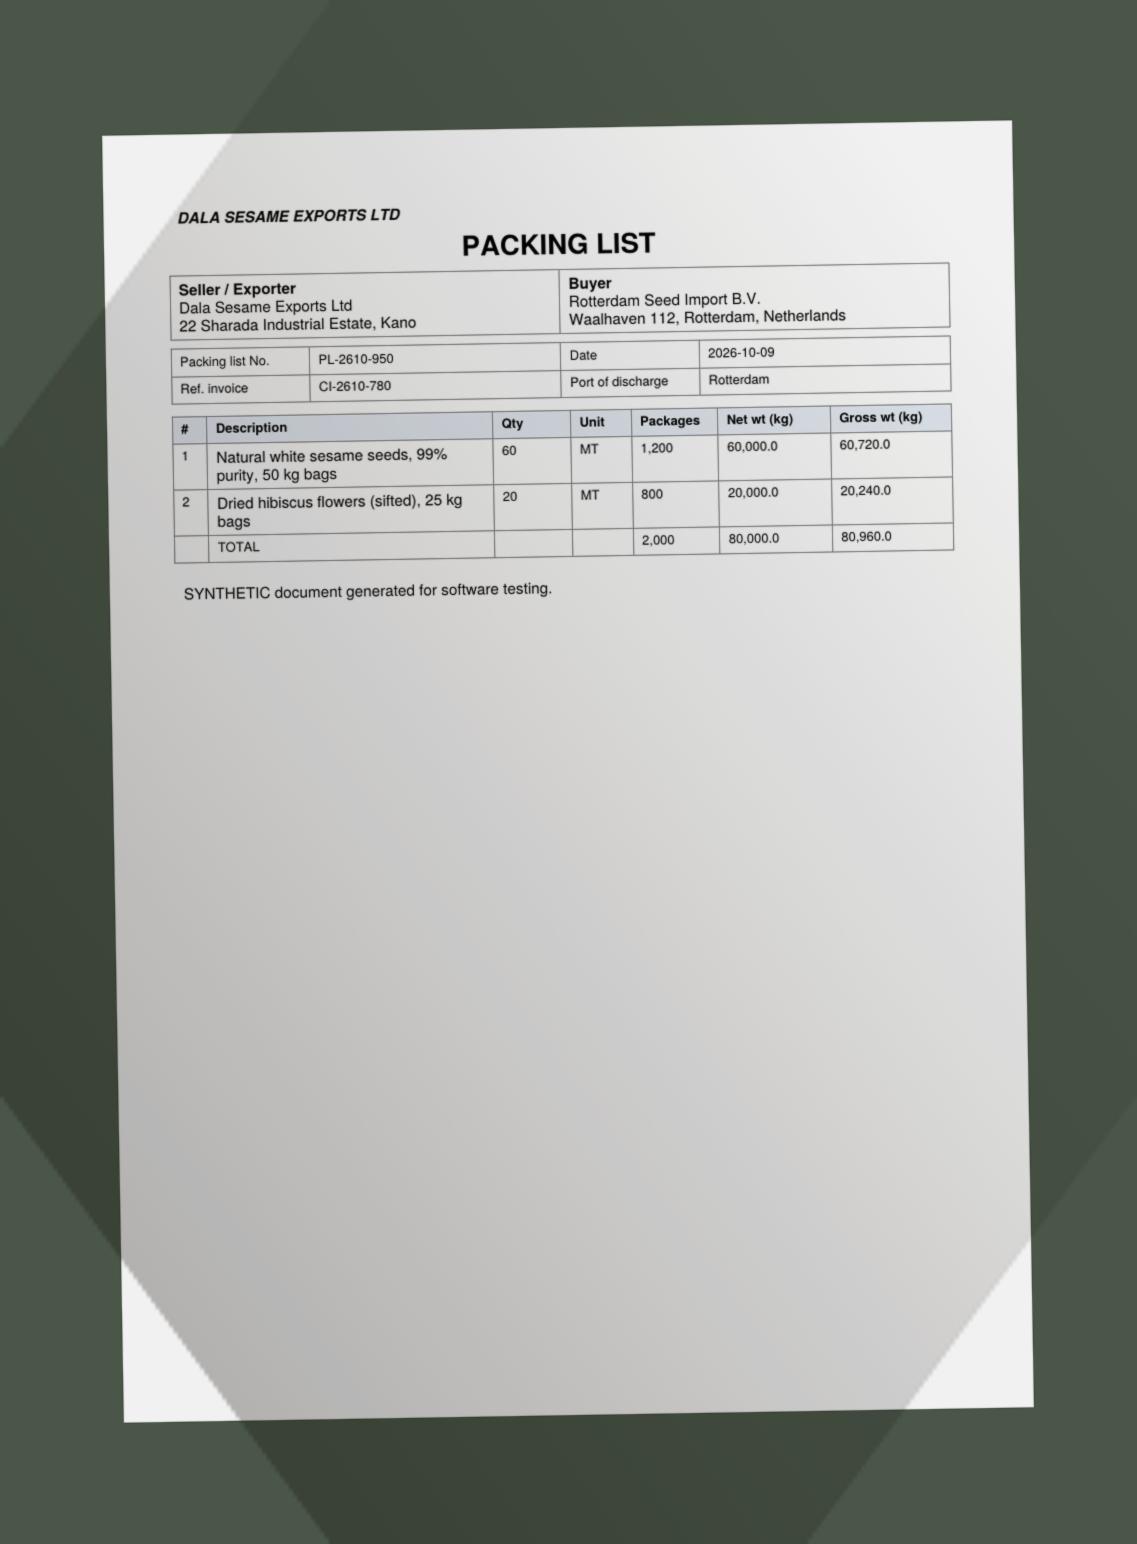 DALA SESAME EXPORTS LTD
PACKING LIST
Seller / Exporter
Dala Sesame Exports Ltd
22 Sharada Industrial Estate, Kano
Buyer
Rotterdam Seed Import B.V.
Waalhaven 112, Rotterdam, Netherlands
Packing list No. PL-2610-950 Date 2026-10-09
Ref. invoice CI-2610-780 Port of discharge Rotterdam
# Description Qty Unit Packages Net wt (kg) Gross wt (kg)
1 Natural white sesame seeds, 99% 60 MT 1,200 60,000.0 60,720.0
purity, 50 kg bags
2 Dried hibiscus flowers (sifted), 25 kg 20 MT 800 20,000.0 20,240.0
bags
TOTAL 2,000 80,000.0 80,960.0
SYNTHETIC document generated for software testing.